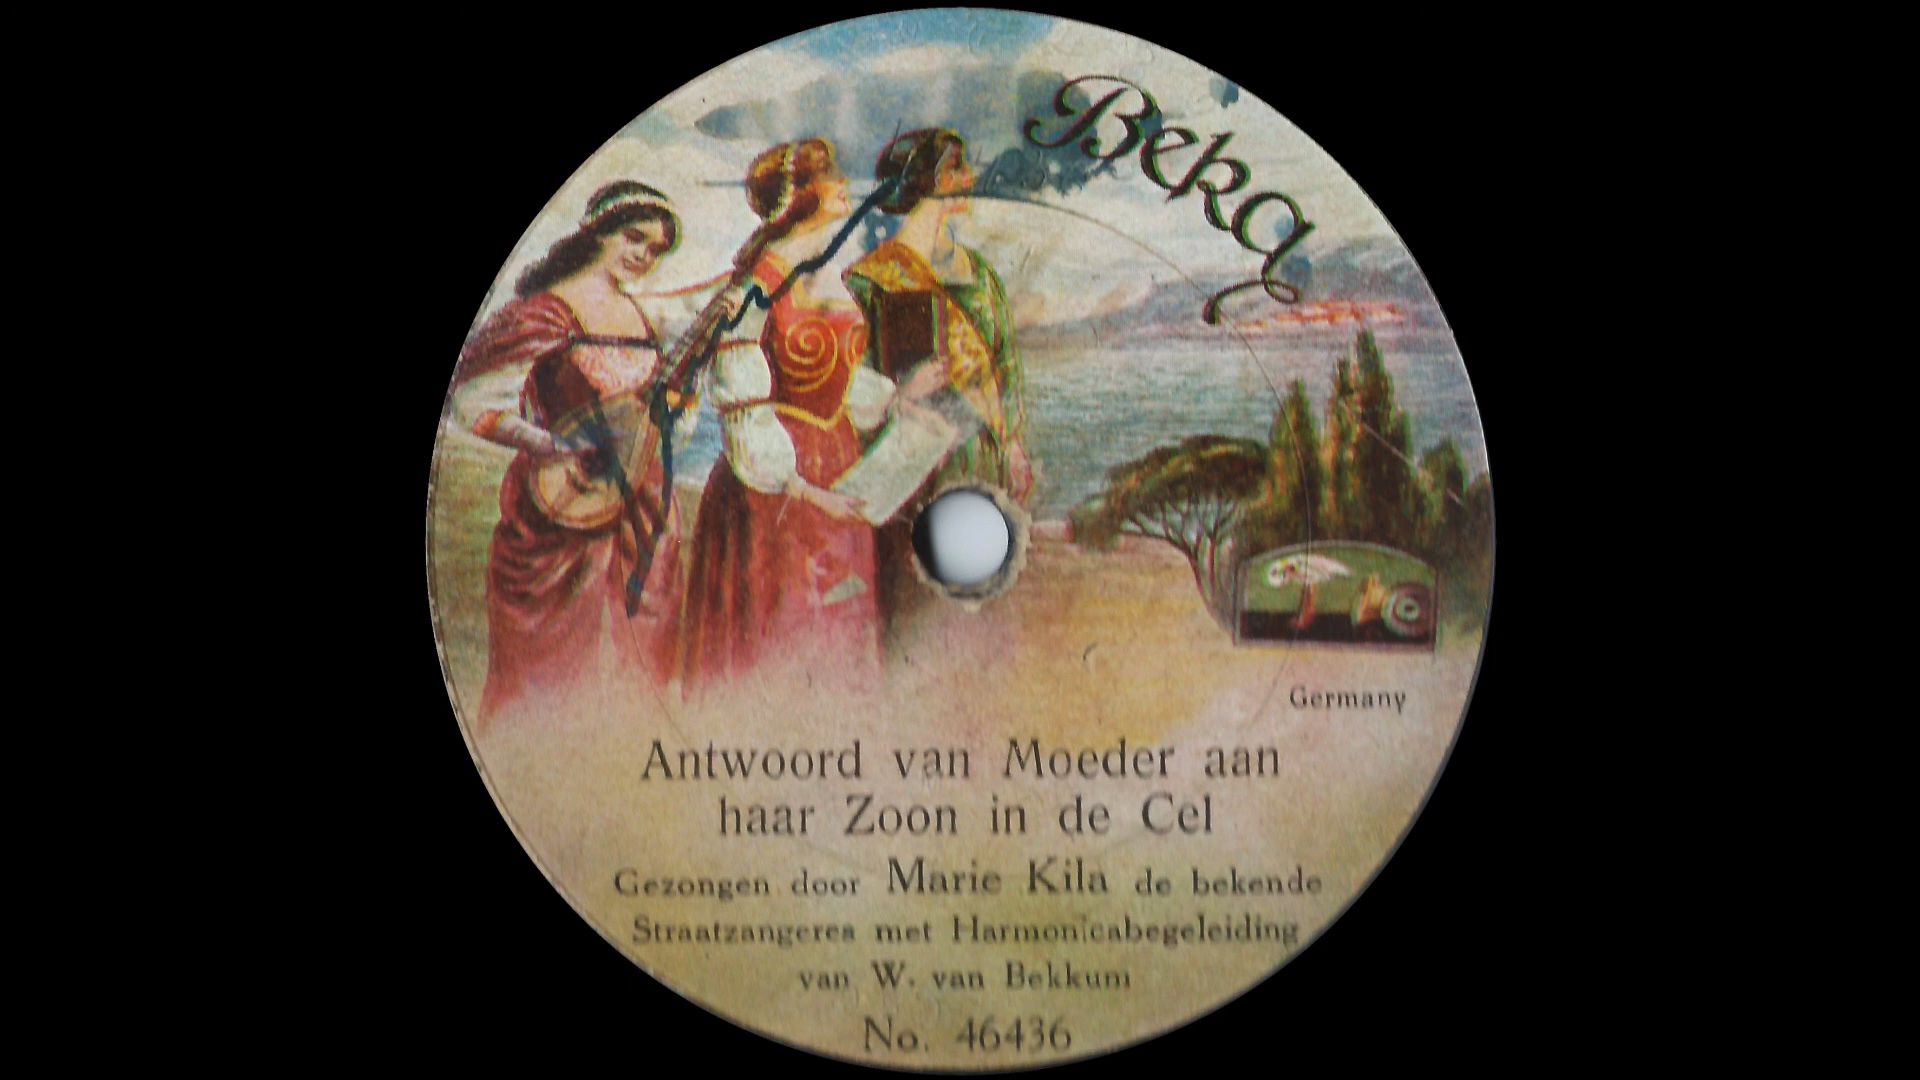 Beka
Germany
Antwoord van Moeder aan
haar Zoon in de Cel
Gezongen door Marie Kila de bekende
Straatzangeres met Harmonicabegeleiding
van W. van Bekkum
No. 46436